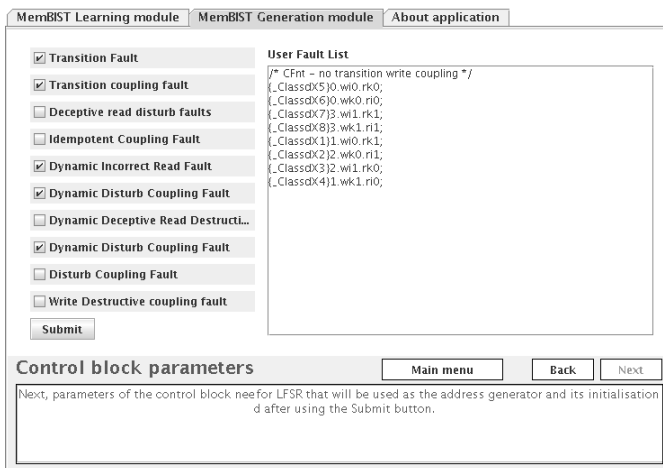 MemBIST Learning module MemBIST Generation module About application
Transition Fault
Transition coupling fault
Deceptive read disturb faults
Idempotent Coupling Fault
Dynamic Incorrect Read Fault
Dynamic Disturb Coupling Fault
Dynamic Deceptive Read Destructi...
Dynamic Disturb Coupling Fault
Disturb Coupling Fault
Write Destructive coupling fault
Submit
User Fault List
/* CFnt - no transition write coupling */
{_ClassdX5}0.wi0.rk0;
{_ClassdX6}0.wk0.ri0;
{_ClassdX7}3.wi1.rk1;
{_ClassdX8}3.wk1.ri1;
{_ClassdX1}1.wi0.rk1;
{_ClassdX2}2.wk0.ri1;
{_ClassdX3}2.wi1.rk0;
{_ClassdX4}1.wk1.ri0;
Control block parameters
Main menu Back Next
Next, parameters of the control block neefor LFSR that will be used as the address generator and its initialisation
d after using the Submit button.